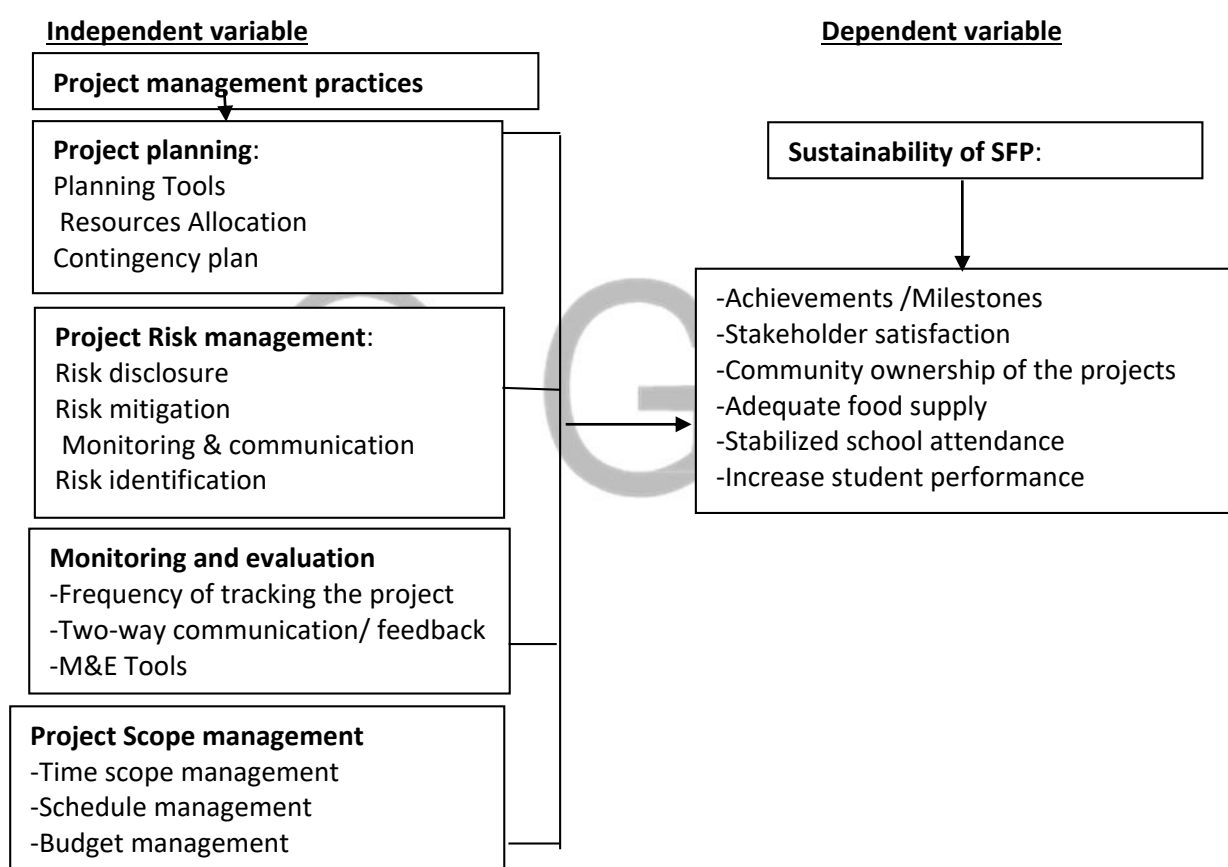 Independent variable
Dependent variable
Project management practices
Project planning:
Planning Tools
Resources Allocation
Contingency plan
Project Risk management:
Risk disclosure
Risk mitigation
Monitoring & communication
Risk identification
Monitoring and evaluation
-Frequency of tracking the project
-Two-way communication/ feedback
-M&E Tools
Project Scope management
-Time scope management
-Schedule management
-Budget management
Sustainability of SFP:
-Achievements /Milestones
-Stakeholder satisfaction
-Community ownership of the projects
-Adequate food supply
-Stabilized school attendance
-Increase student performance